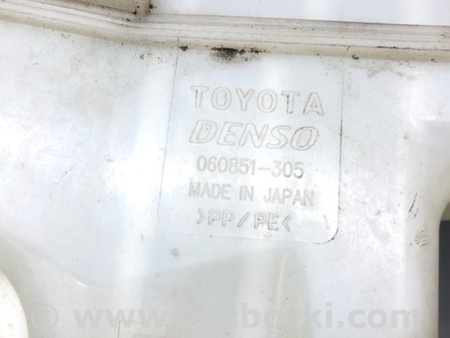 TOYOTA
DENSO
060851-305
MADE IN JAPAN
>PP/PE<